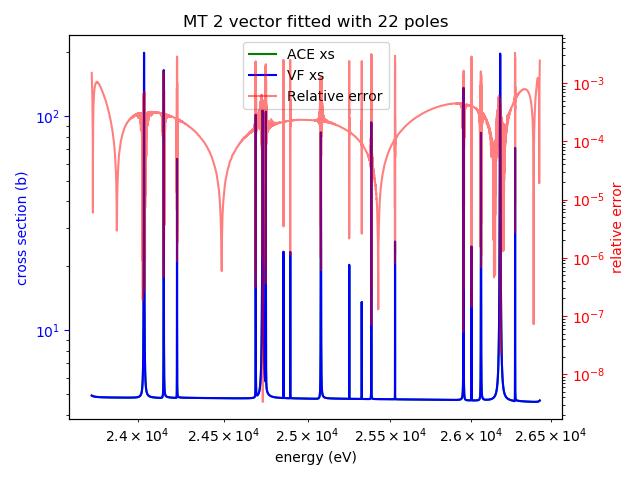 MT 2 vector fitted with 22 poles
ACE xs
VF xs
Relative error
cross section (b)
10²
10¹
relative error
10⁻³
10⁻⁴
10⁻⁵
10⁻⁶
10⁻⁷
10⁻⁸
2.4 × 10⁴ 2.45 × 10⁴ 2.5 × 10⁴ 2.55 × 10⁴ 2.6 × 10⁴ 2.65 × 10⁴
energy (eV)